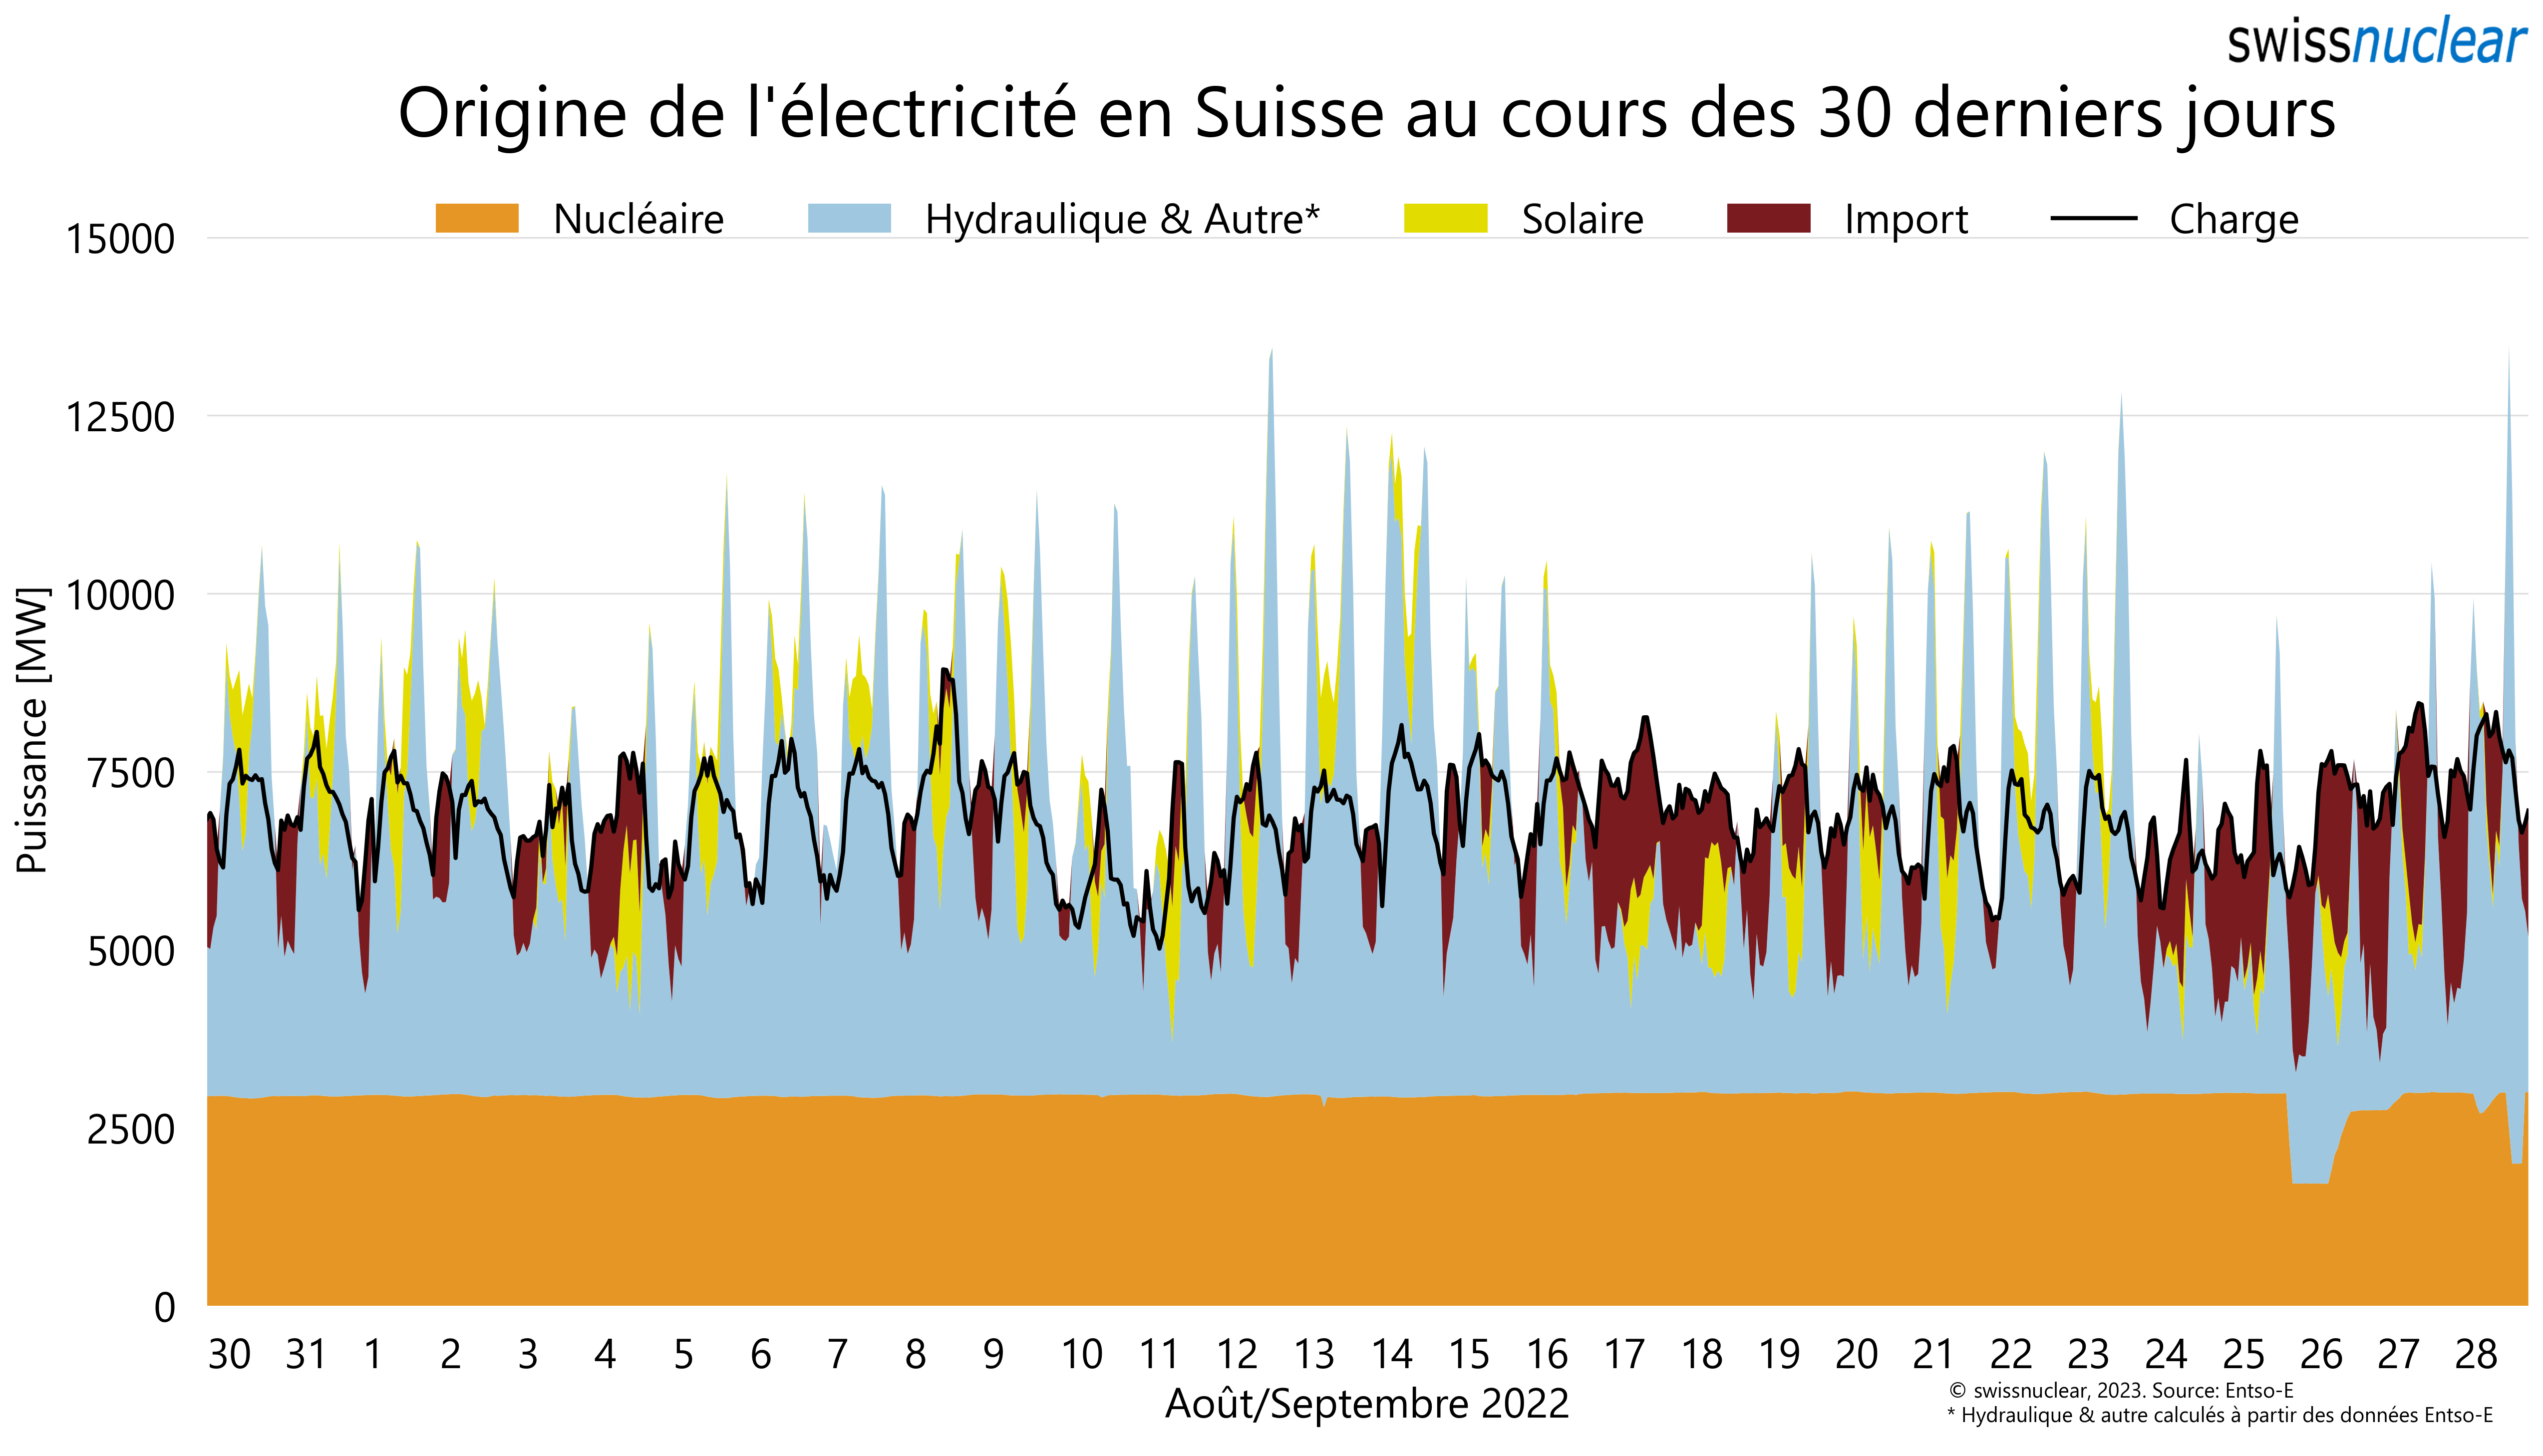 swissnuclear
Origine de l'électricité en Suisse au cours des 30 derniers jours
Nucléaire Hydraulique & Autre* Solaire Import Charge
15000
12500
10000
7500
5000
2500
0
Puissance [MW]
30 31 1 2 3 4 5 6 7 8 9 10 11 12 13 14 15 16 17 18 19 20 21 22 23 24 25 26 27 28
Août/Septembre 2022
© swissnuclear, 2023. Source: Entso-E
* Hydraulique & autre calculés à partir des données Entso-E